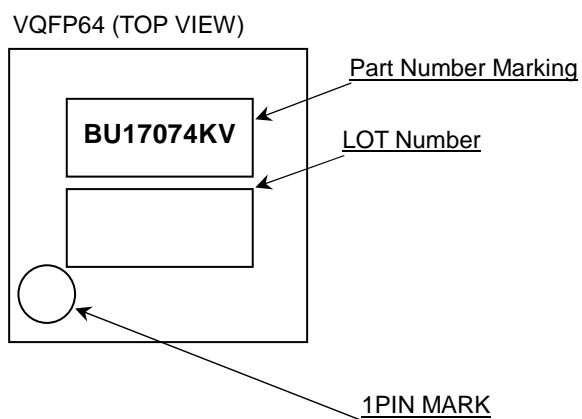 VQFP64 (TOP VIEW)
Part Number Marking
BU17074KV
LOT Number
1PIN MARK